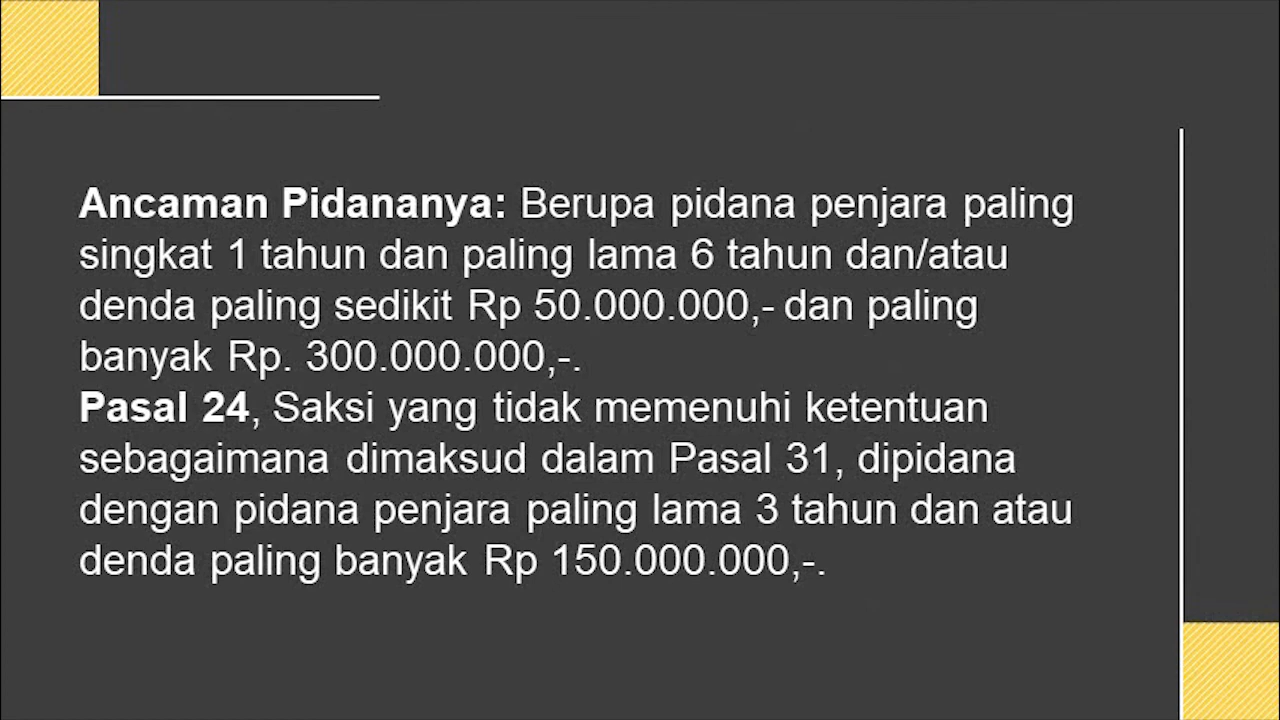 Ancaman Pidananya: Berupa pidana penjara paling
singkat 1 tahun dan paling lama 6 tahun dan/atau
denda paling sedikit Rp 50.000.000,- dan paling
banyak Rp. 300.000.000,-.
Pasal 24, Saksi yang tidak memenuhi ketentuan
sebagaimana dimaksud dalam Pasal 31, dipidana
dengan pidana penjara paling lama 3 tahun dan atau
denda paling banyak Rp 150.000.000,-.